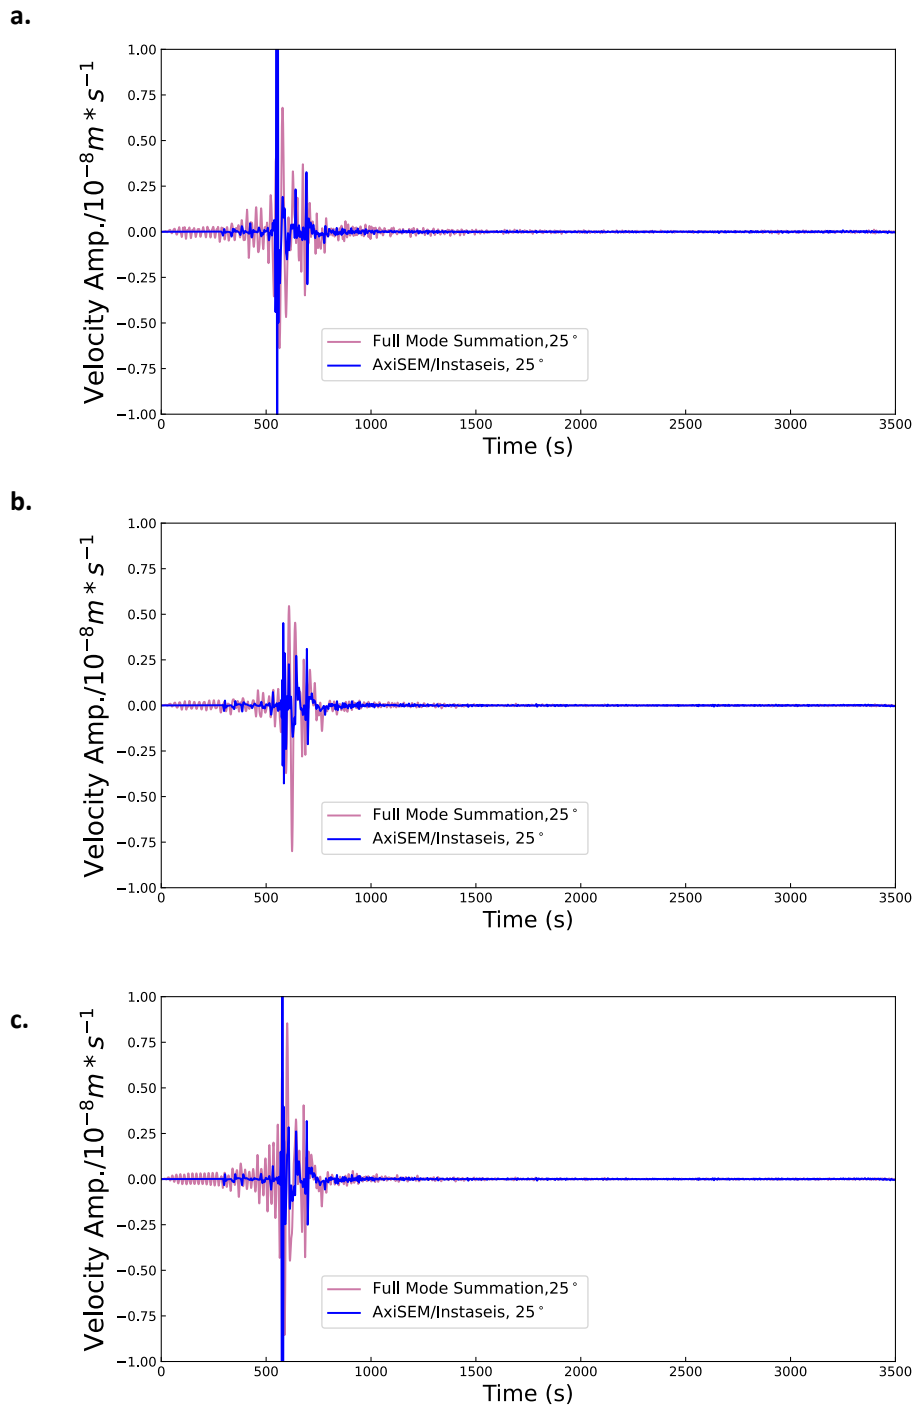 a.
1.00
0.75
0.50
0.25
0.00
−0.25
−0.50
−0.75
−1.00
Velocity Amp./10⁻⁸m∗s⁻¹
Full Mode Summation,25°
AxiSEM/Instaseis, 25°
0 500 1000 1500 2000 2500 3000 3500
Time (s)
b.
1.00
0.75
0.50
0.25
0.00
−0.25
−0.50
−0.75
−1.00
Velocity Amp./10⁻⁸m∗s⁻¹
Full Mode Summation,25°
AxiSEM/Instaseis, 25°
0 500 1000 1500 2000 2500 3000 3500
Time (s)
c.
1.00
0.75
0.50
0.25
0.00
−0.25
−0.50
−0.75
−1.00
Velocity Amp./10⁻⁸m∗s⁻¹
Full Mode Summation,25°
AxiSEM/Instaseis, 25°
0 500 1000 1500 2000 2500 3000 3500
Time (s)